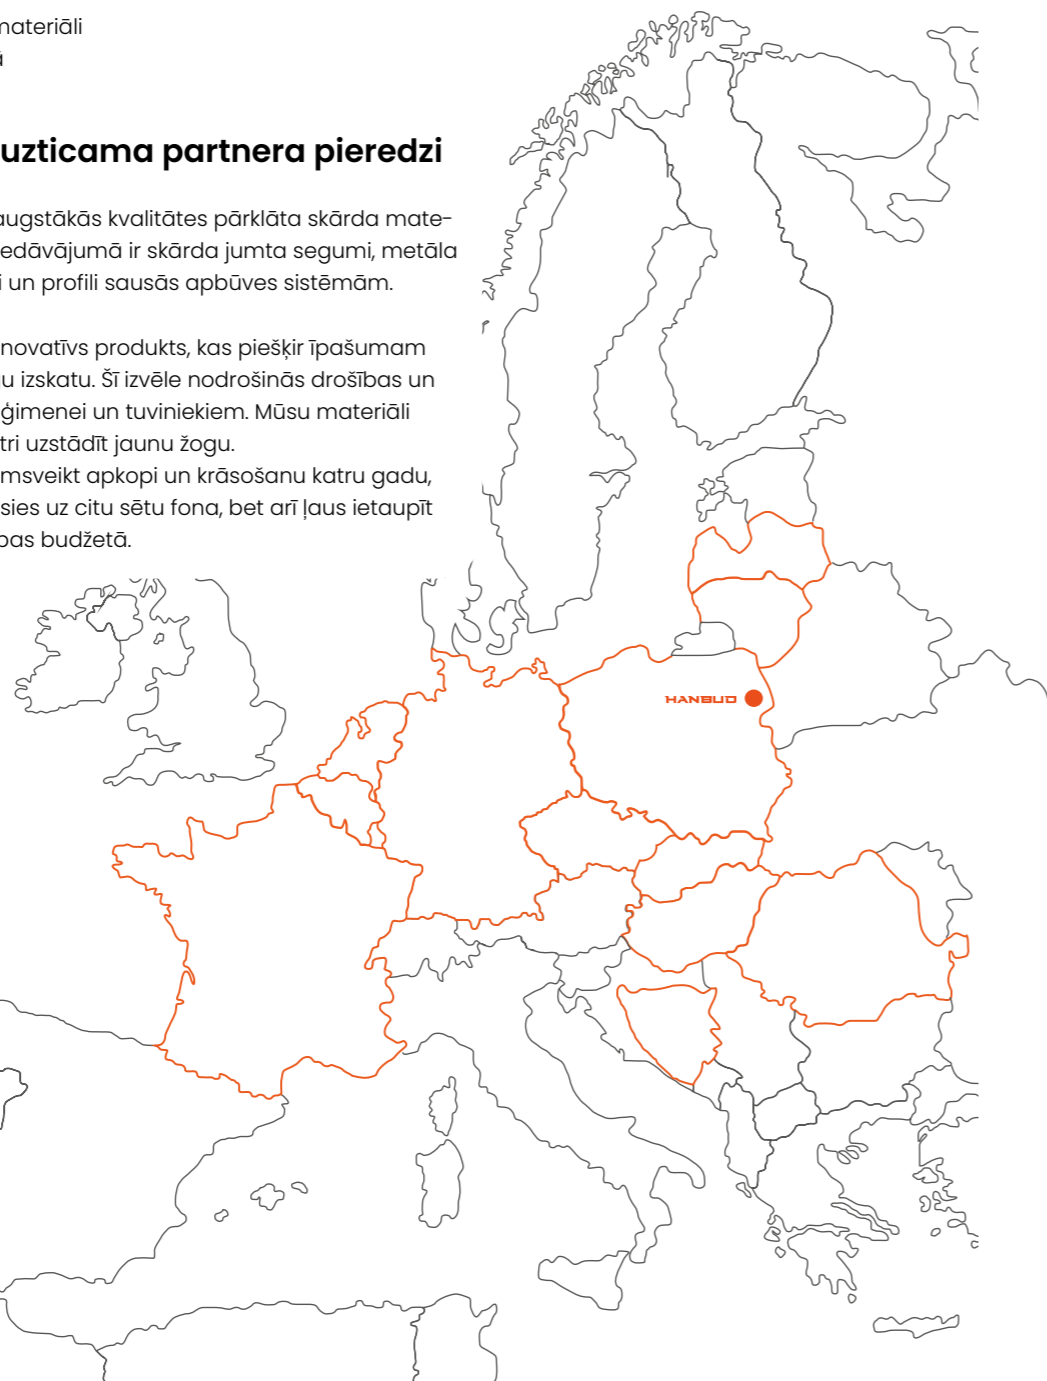 materiāli
ā
uzticama partnera pieredzi
augstākās kvalitātes pārklāta skārda mate-
iedāvājumā ir skārda jumta segumi, metāla
i un profili sausās apbūves sistēmām.
novatīvs produkts, kas piešķir īpašumam
u izskatu. Šī izvēle nodrošinās drošības un
ģimenei un tuviniekiem. Mūsu materiāli
tri uzstādīt jaunu žogu.
msveikt apkopi un krāsošanu katru gadu,
sies uz citu sētu fona, bet arī ļaus ietaupīt
bas budžetā.
HANBUD